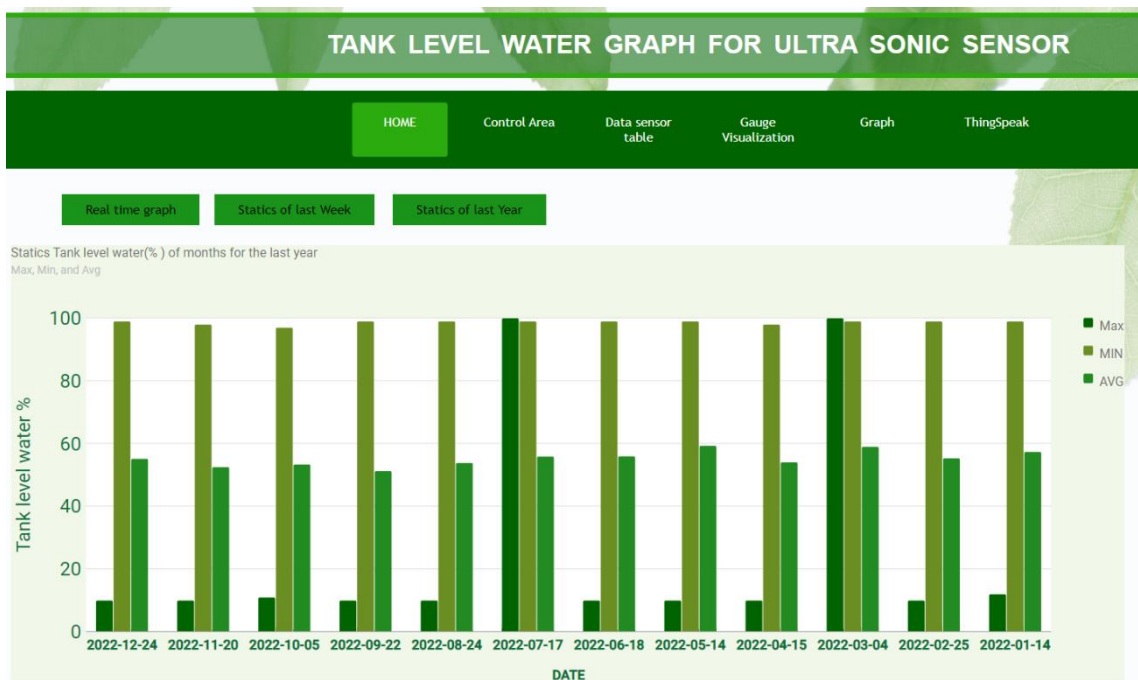 TANK LEVEL WATER GRAPH FOR ULTRA SONIC SENSOR
HOME
Control Area
Data sensor
table
Gauge
Visualization
Graph
ThingSpeak
Real time graph
Statics of last Week
Statics of last Year
Statics Tank level water(% ) of months for the last year
Max, Min, and Avg
Tank level water %
100
80
60
40
20
0
Max
MIN
AVG
2022-12-24 2022-11-20 2022-10-05 2022-09-22 2022-08-24 2022-07-17 2022-06-18 2022-05-14 2022-04-15 2022-03-04 2022-02-25 2022-01-14
DATE